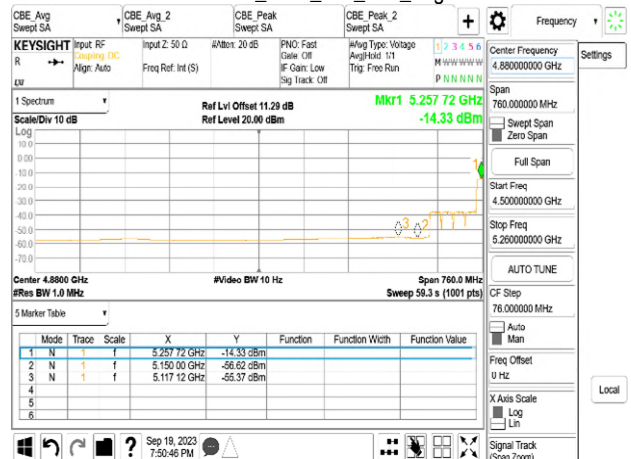 CBE_Avg
Swept SA
CBE_Avg_2
Swept SA
CBE_Peak
Swept SA
CBE_Peak_2
Swept SA
+
Frequency
KEYSIGHT
R
Input: RF
Coupling: DC
Align: Auto
Input Z: 50 Ω
Freq Ref: Int (S)
#Atten: 20 dB
PNO: Fast
Gate: Off
IF Gain: Low
Sig Track: Off
#Avg Type: Voltage
Avg|Hold: 1/1
Trig: Free Run
1 2 3 4 5 6
M W W W W W
P N N N N N
1 Spectrum
Scale/Div 10 dB
Ref Lvl Offset 11.29 dB
Ref Level 20.00 dBm
Mkr1 5.257 72 GHz
-14.33 dBm
Log
10.0
0.00
-10.0
-20.0
-30.0
-40.0
-50.0
-60.0
-70.0
1
3
2
Center 4.8800 GHz
#Res BW 1.0 MHz
#Video BW 10 Hz
Span 760.0 MHz
Sweep 59.3 s (1001 pts)
5 Marker Table
Mode Trace Scale X Y Function Function Width Function Value
1 N 1 f 5.257 72 GHz -14.33 dBm
2 N 1 f 5.150 00 GHz -56.62 dBm
3 N 1 f 5.117 12 GHz -55.37 dBm
4
5
6
?
Sep 19, 2023
7:50:46 PM
Center Frequency
4.880000000 GHz
Settings
Span
760.000000 MHz
Swept Span
Zero Span
Full Span
Start Freq
4.500000000 GHz
Stop Freq
5.260000000 GHz
AUTO TUNE
CF Step
76.000000 MHz
Auto
Man
Freq Offset
0 Hz
X Axis Scale
Log
Lin
Local
Signal Track
(Span Zoom)